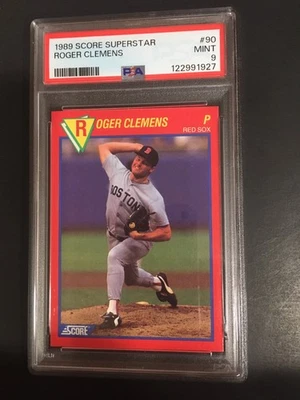 1989 SCORE SUPERSTAR #90
ROGER CLEMENS MINT
PSA 9
122991927
ROGER CLEMENS P
RED SOX
BOSTON
SCORE